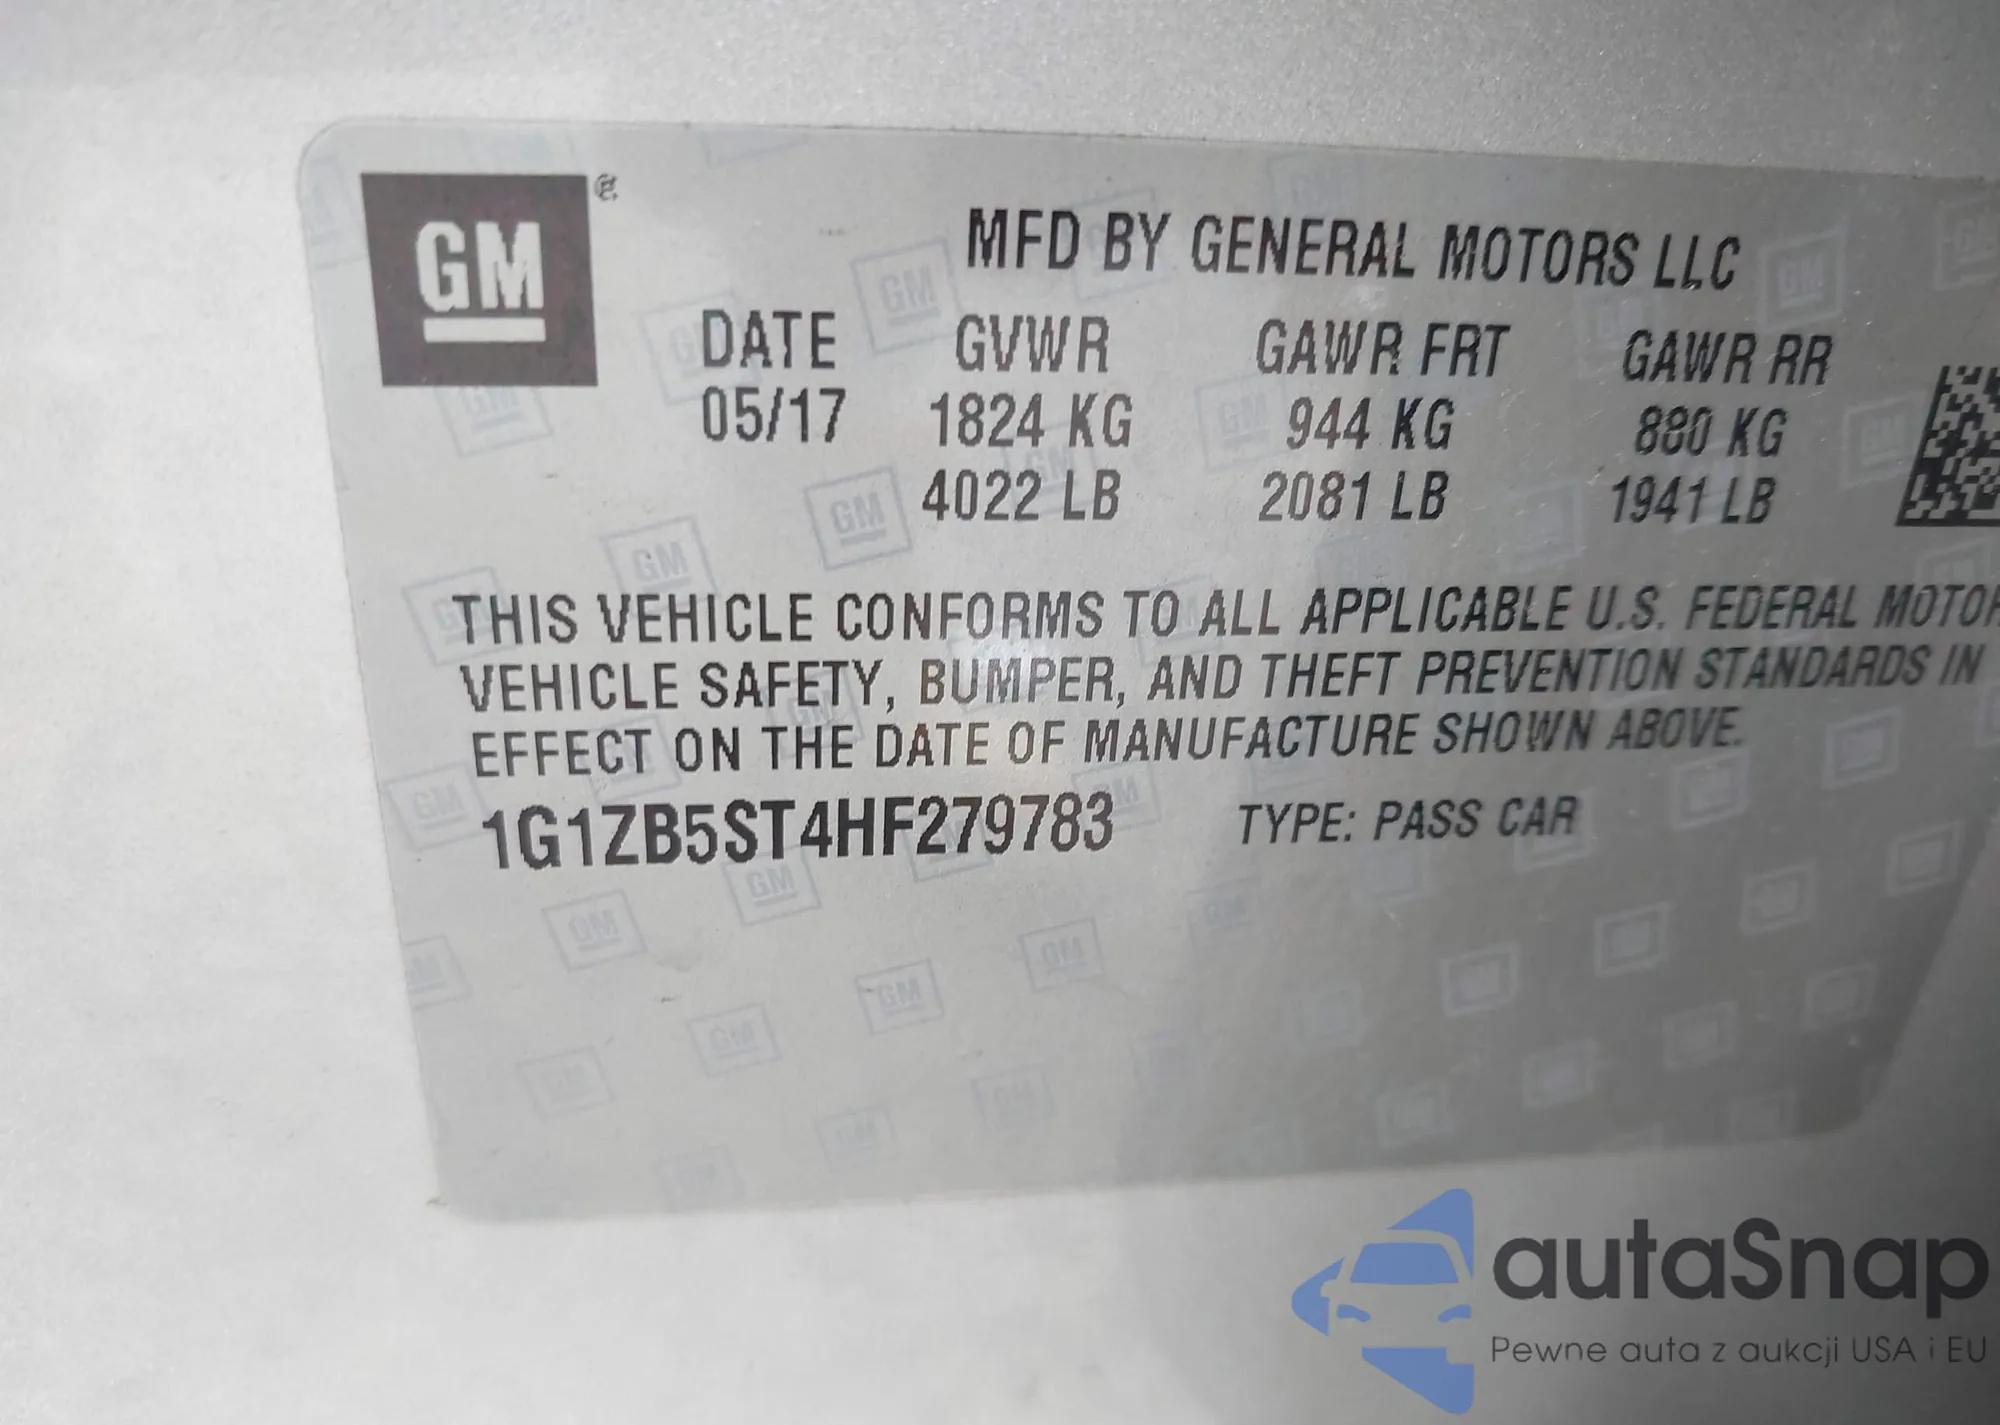 GM
MFD BY GENERAL MOTORS LLC
DATE GVWR GAWR FRT GAWR RR
05/17 1824 KG 944 KG 880 KG
4022 LB 2081 LB 1941 LB
THIS VEHICLE CONFORMS TO ALL APPLICABLE U.S. FEDERAL MOTOR
VEHICLE SAFETY, BUMPER, AND THEFT PREVENTION STANDARDS IN
EFFECT ON THE DATE OF MANUFACTURE SHOWN ABOVE.
1G1ZB5ST4HF279783 TYPE: PASS CAR
autaSnap
Pewne auta z aukcji USA i EU